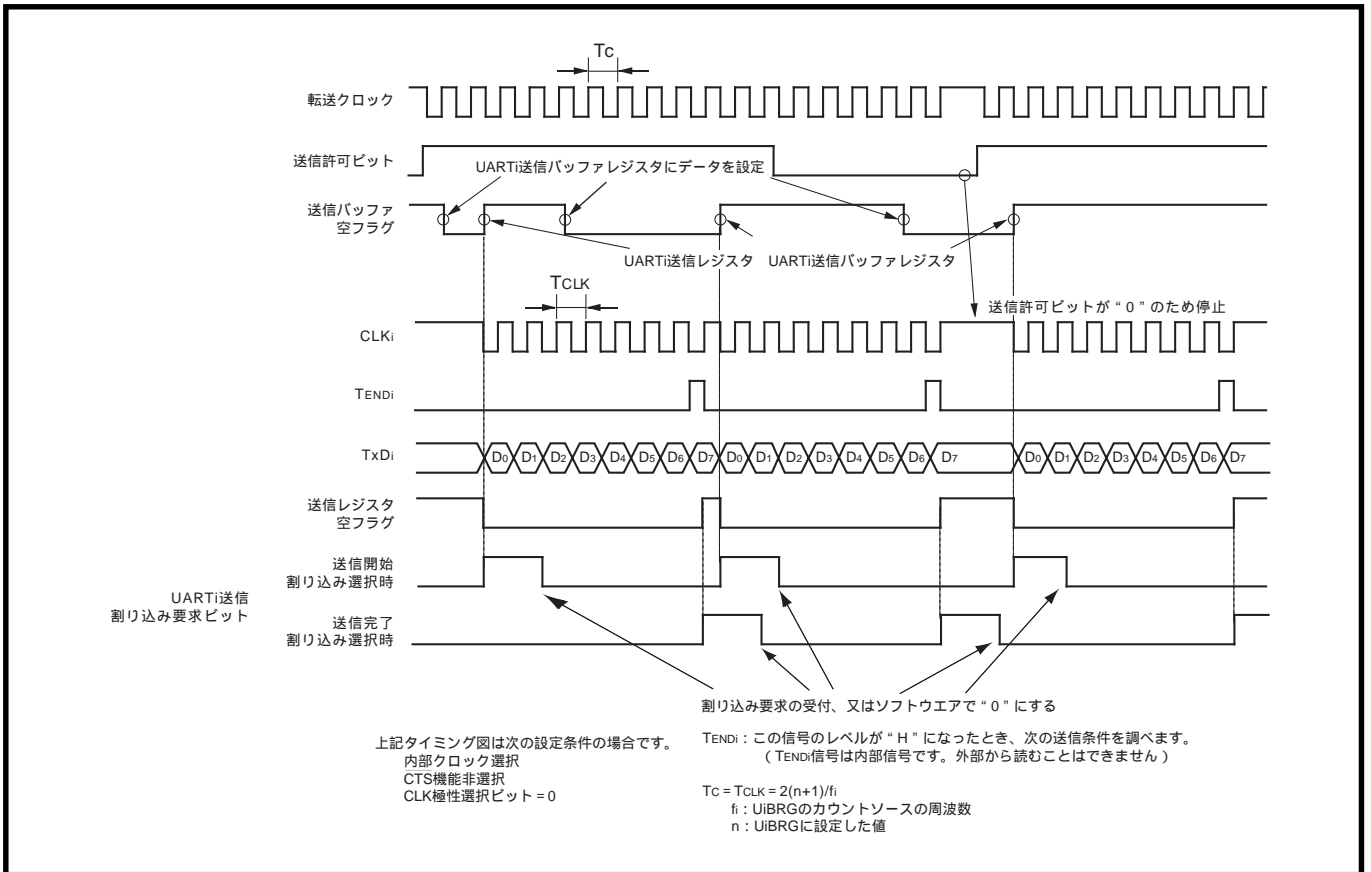 Tc
転送クロック
送信許可ビット
UARTi送信バッファレジスタにデータを設定
送信バッファ
空フラグ
UARTi送信レジスタ
UARTi送信バッファレジスタ
TCLK
送信許可ビットが“0”のため停止
CLKi
TENDi
TxDi
D0 D1 D2 D3 D4 D5 D6 D7 D0 D1 D2 D3 D4 D5 D6 D7 D0 D1 D2 D3 D4 D5 D6 D7
送信レジスタ
空フラグ
送信開始
割り込み選択時
UARTi送信
割り込み要求ビット
送信完了
割り込み選択時
割り込み要求の受付、又はソフトウエアで“0”にする
上記タイミング図は次の設定条件の場合です。
内部クロック選択
CTS機能非選択
CLK極性選択ビット=0
TENDi:この信号のレベルが“H”になったとき、次の送信条件を調べます。
(TENDi信号は内部信号です。外部から読むことはできません)
Tc = TCLK = 2(n+1)/fi
fi:UiBRGのカウントソースの周波数
n:UiBRGに設定した値